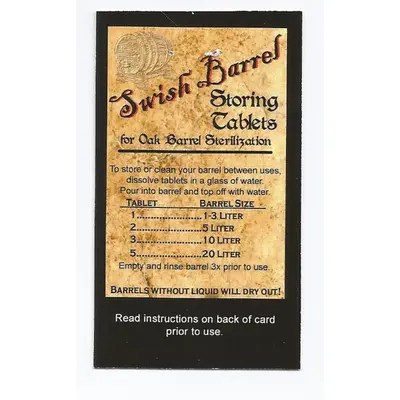 Swish Barrel
Storing
Tablets
for Oak Barrel Sterilization
To store or clean your barrel between uses,
dissolve tablets in a glass of water.
Pour into barrel and top off with water.
TABLET BARREL SIZE
1..................1-3 LITER
2..................5 LITER
3..................10 LITER
5..................20 LITER
Empty and rinse barrel 3x prior to use.
BARRELS WITHOUT LIQUID WILL DRY OUT!
Read instructions on back of card
prior to use.